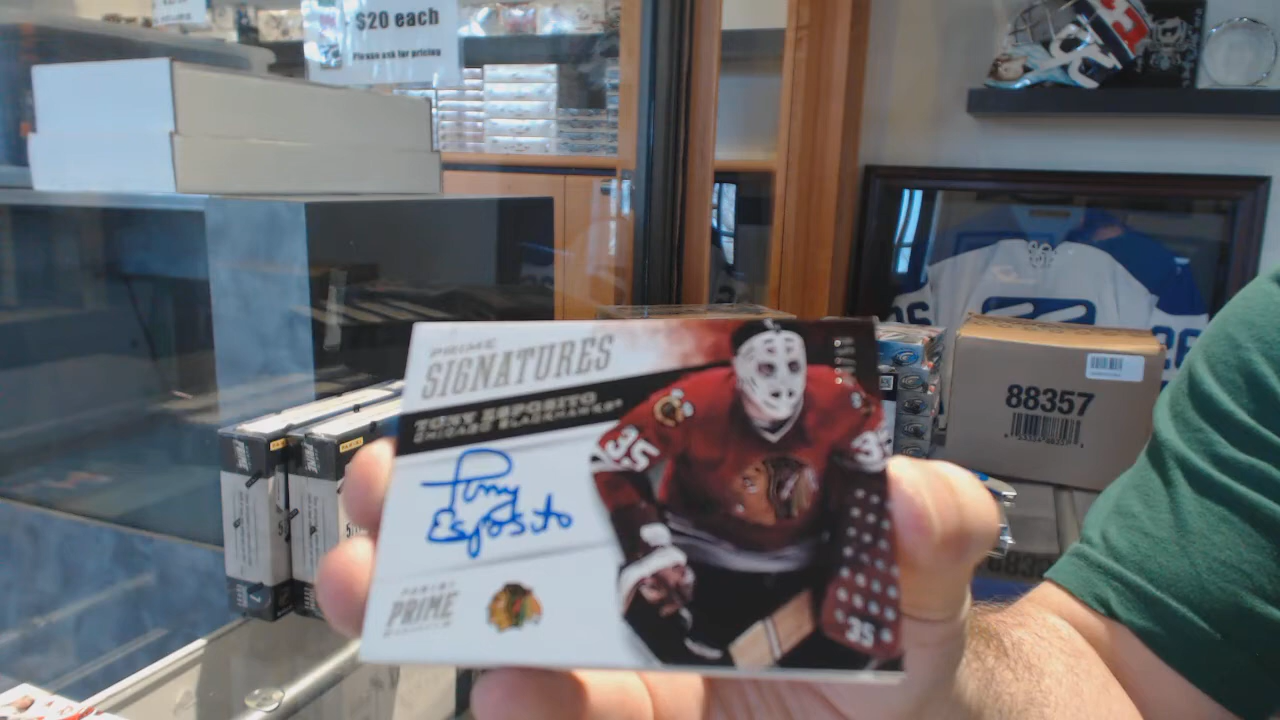 $20 each
Please ask for pricing
PRIME
SIGNATURES
TONY ESPOSITO
CHICAGO BLACKHAWKS
Tony
Esposito
PANINI
PRIME
35
35
35
88357
26